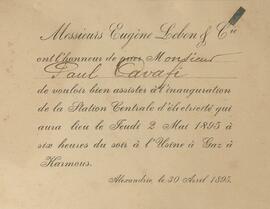 Messieurs Eugène Lebon & Cie
ont l'honneur de prier Monsieur
Paul Cavafi
de vouloir bien assister à l'inauguration
de la Station Centrale d'électricité qui
aura lieu le Jeudi 2 Mai 1895 à
six heures du soir à l'Usine à Gaz à
Karmous.
Alexandrie le 30 Avril 1895.